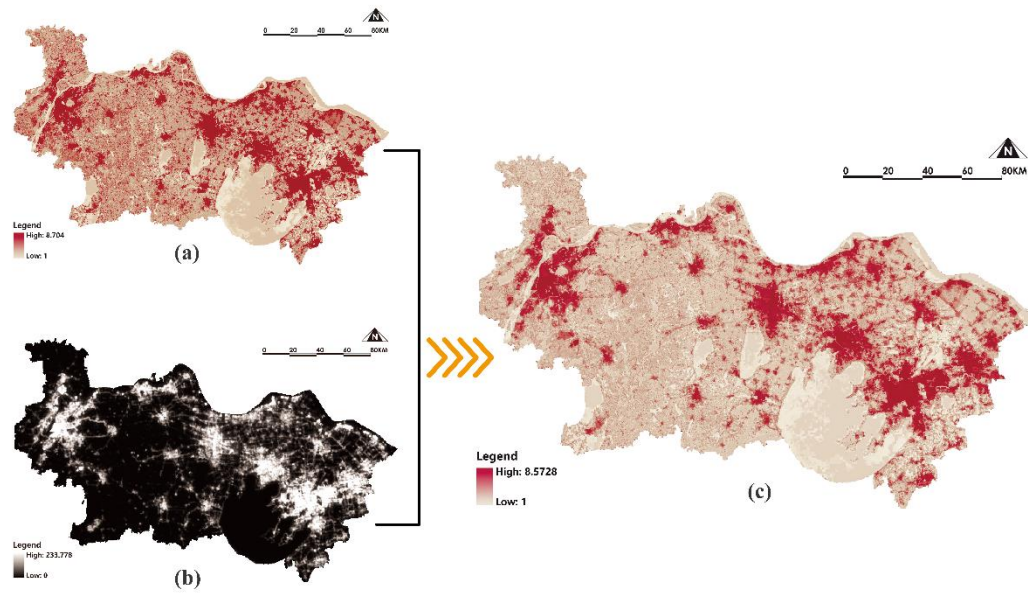 N
0 20 40 60 80KM
Legend
High: 8.704
Low: 1
(a)
N
0 20 40 60 80KM
Legend
High: 233.778
Low: 0
(b)
N
0 20 40 60 80KM
Legend
High: 8.5728
Low: 1
(c)